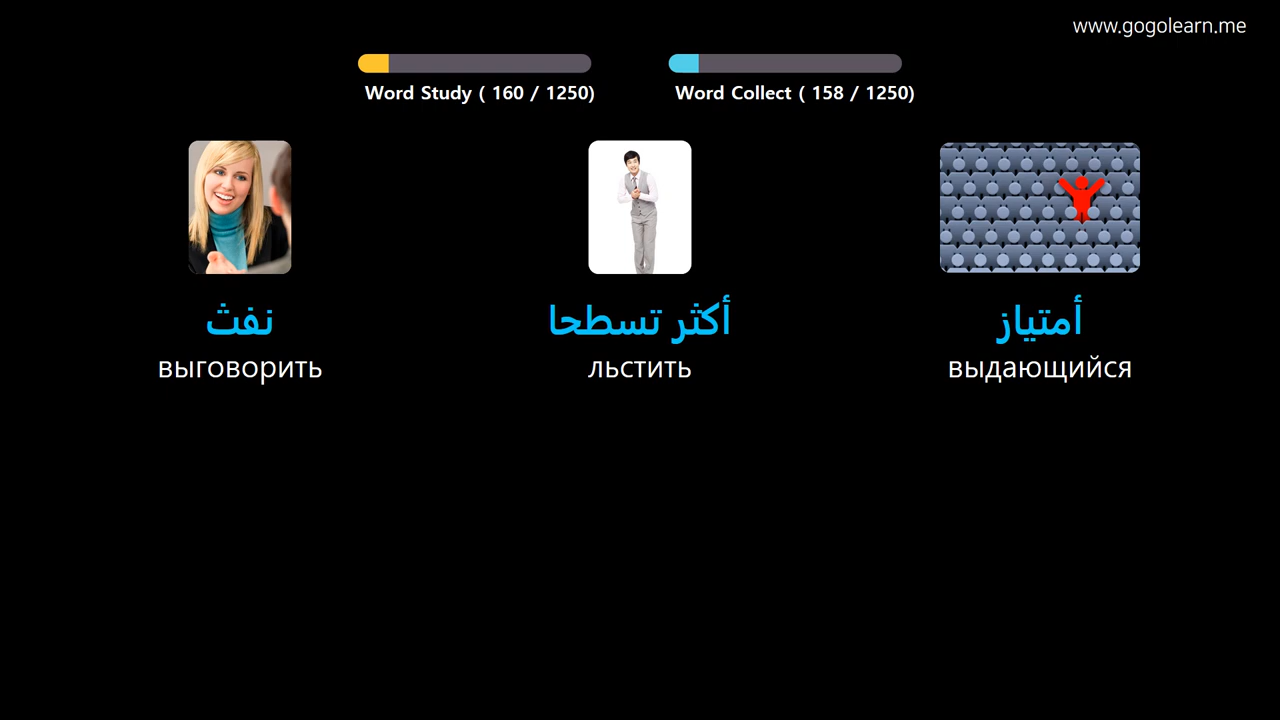 www.gogolearn.me
Word Study ( 160 / 1250)
Word Collect ( 158 / 1250)
نفث
выговорить
أكثر تسطحا
льстить
أمتياز
выдающийся